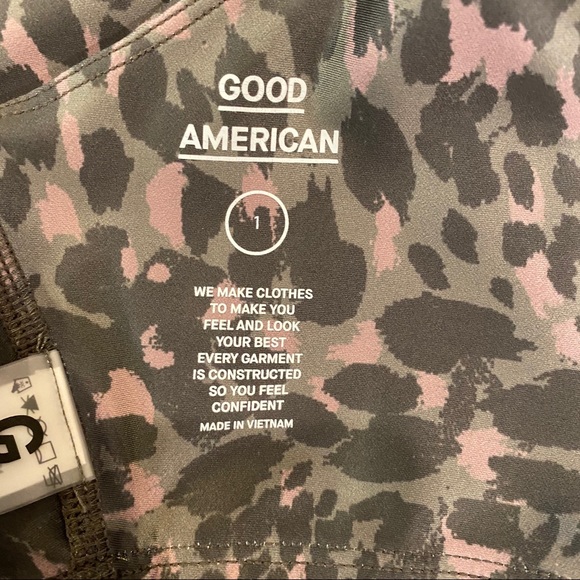 GOOD
AMERICAN
1
WE MAKE CLOTHES
TO MAKE YOU
FEEL AND LOOK
YOUR BEST
EVERY GARMENT
IS CONSTRUCTED
SO YOU FEEL
CONFIDENT
MADE IN VIETNAM
G